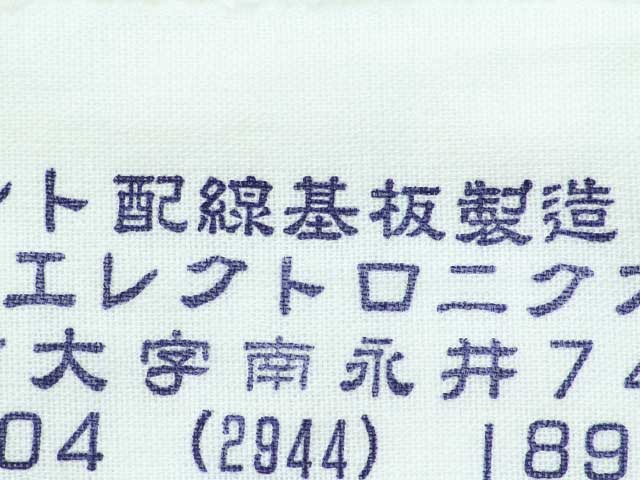 ント配線基板製造
エレクトロニクス
大字南永井74
04 (2944) 189